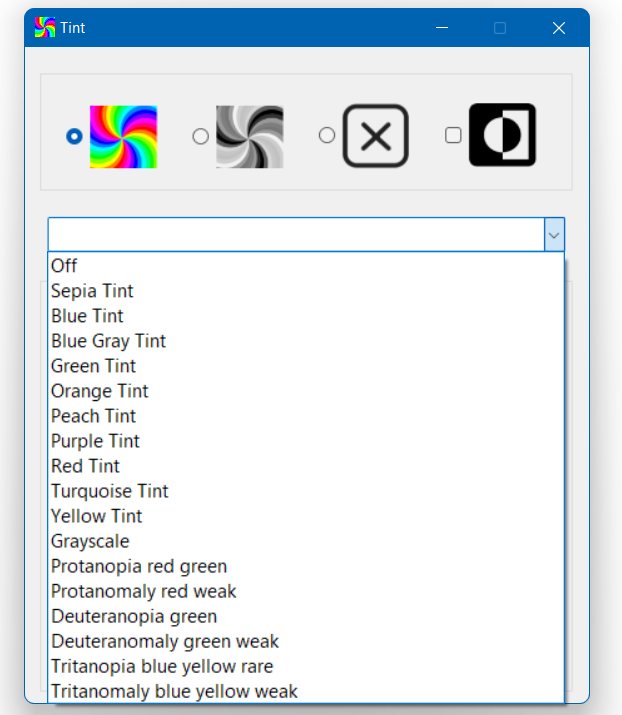 Tint
Off
Sepia Tint
Blue Tint
Blue Gray Tint
Green Tint
Orange Tint
Peach Tint
Purple Tint
Red Tint
Turquoise Tint
Yellow Tint
Grayscale
Protanopia red green
Protanomaly red weak
Deuteranopia green
Deuteranomaly green weak
Tritanopia blue yellow rare
Tritanomaly blue yellow weak